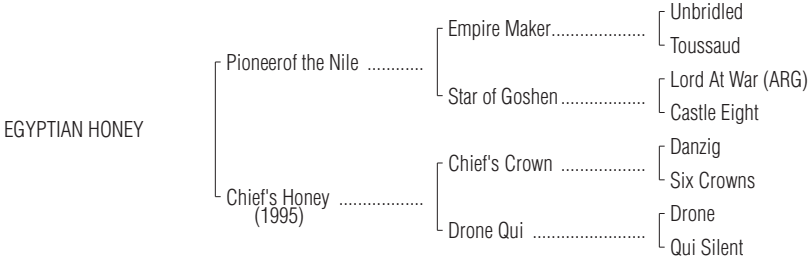 Unbridled
Empire Maker.....................
Toussaud
Pioneerof the Nile ............
Lord At War (ARG)
Star of Goshen...................
Castle Eight
EGYPTIAN HONEY
Danzig
Chief's Crown ...................
Six Crowns
Chief's Honey ..................
(1995)
Drone
Drone Qui .........................
Qui Silent